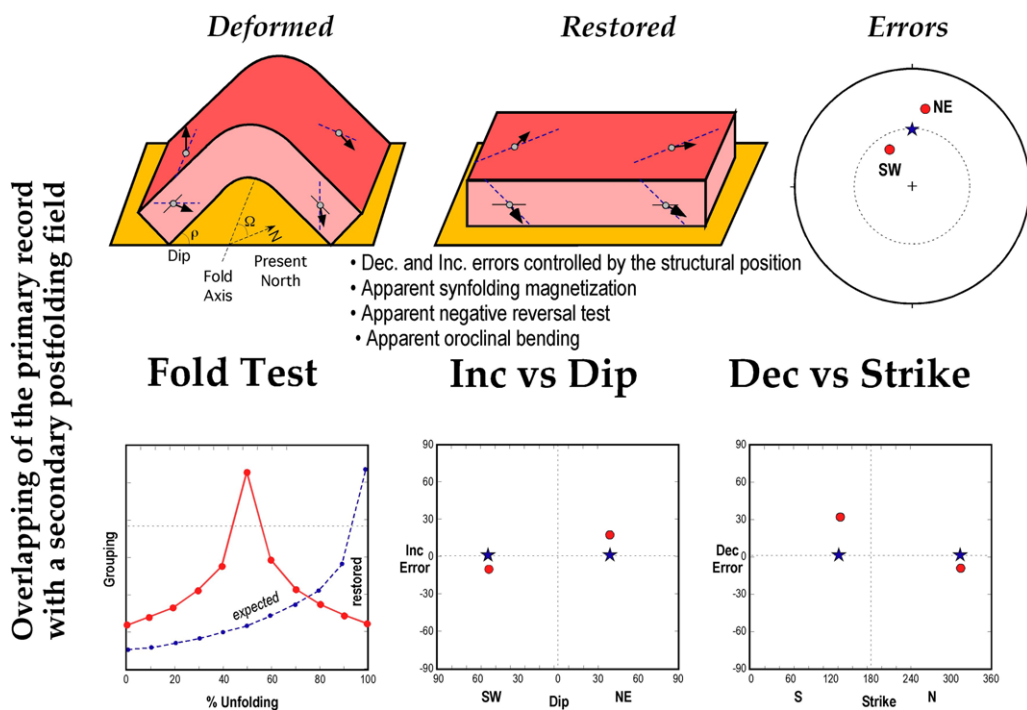 Deformed
Restored
Errors
Overlapping of the primary record
with a secondary postfolding field
NE
SW
ρ
Ω
N
Dip
Fold
Axis
Present
North
• Dec. and Inc. errors controlled by the structural position
• Apparent synfolding magnetization
• Apparent negative reversal test
• Apparent oroclinal bending
Fold Test
Inc vs Dip
Dec vs Strike
Grouping
expected
restored
0 20 40 60 80 100
% Unfolding
90
60
30
Inc
Error
0
-30
-60
-90
90 60 30 0 30 60 90
SW Dip NE
90
60
30
Dec
Error
0
-30
-60
-90
0 60 120 180 240 300 360
S Strike N